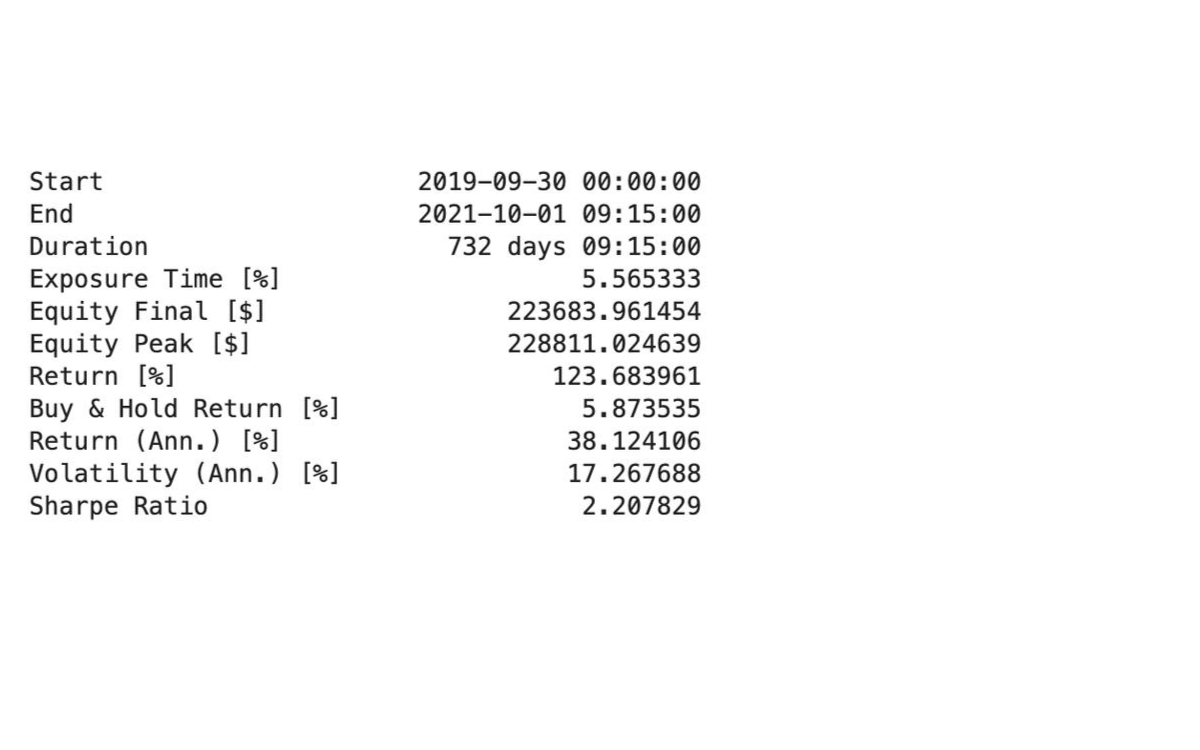 Start 2019-09-30 00:00:00
End 2021-10-01 09:15:00
Duration 732 days 09:15:00
Exposure Time [%] 5.565333
Equity Final [$] 223683.961454
Equity Peak [$] 228811.024639
Return [%] 123.683961
Buy & Hold Return [%] 5.873535
Return (Ann.) [%] 38.124106
Volatility (Ann.) [%] 17.267688
Sharpe Ratio 2.207829